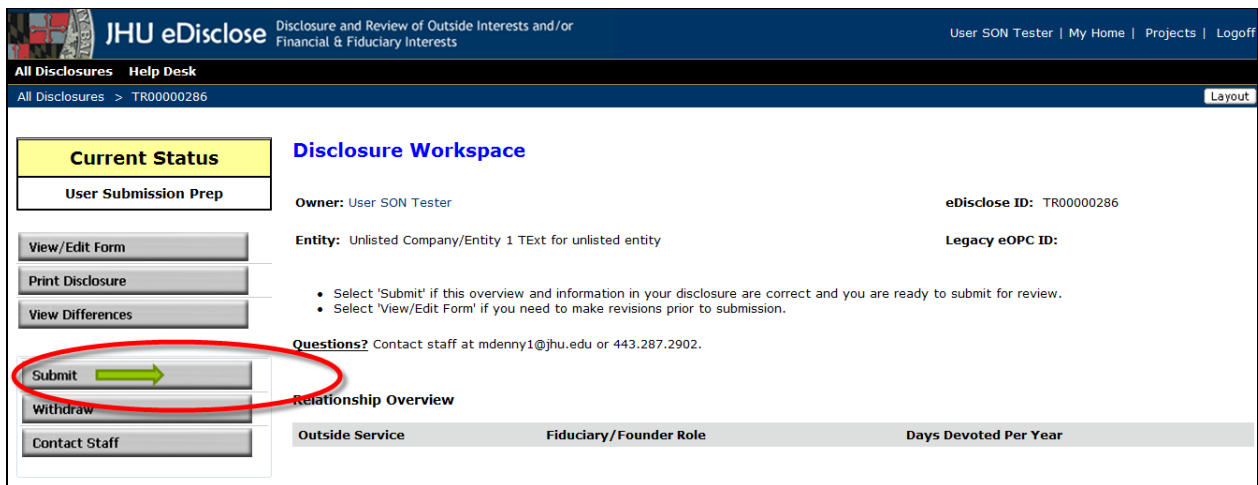 JHU eDisclose Disclosure and Review of Outside Interests and/or
Financial & Fiduciary Interests
User SON Tester | My Home | Projects | Logoff
All Disclosures Help Desk
All Disclosures > TR00000286
Layout
Current Status
User Submission Prep
View/Edit Form
Print Disclosure
View Differences
Submit
Withdraw
Contact Staff
Disclosure Workspace
Owner: User SON Tester
eDisclose ID: TR00000286
Entity: Unlisted Company/Entity 1 TExt for unlisted entity
Legacy eOPC ID:
• Select 'Submit' if this overview and information in your disclosure are correct and you are ready to submit for review.
• Select 'View/Edit Form' if you need to make revisions prior to submission.
Questions? Contact staff at mdenny1@jhu.edu or 443.287.2902.
Relationship Overview
Outside Service Fiduciary/Founder Role Days Devoted Per Year